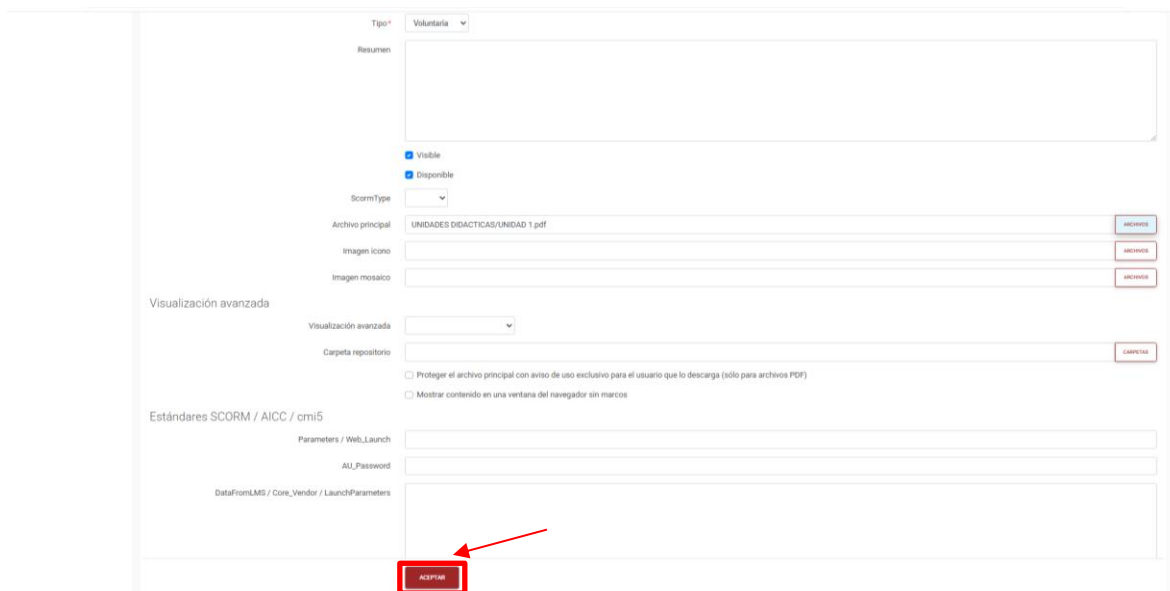 Tipo* Voluntaria
Resumen
Visible
Disponible
ScormType
Archivo principal UNIDADES DIDACTICAS/UNIDAD 1.pdf ARCHIVOS
Imagen icono ARCHIVOS
Imagen mosaico ARCHIVOS
Visualización avanzada
Visualización avanzada
Carpeta repositorio CARPETAS
Proteger el archivo principal con aviso de uso exclusivo para el usuario que lo descarga (sólo para archivos PDF)
Mostrar contenido en una ventana del navegador sin marcos
Estándares SCORM / AICC / cmi5
Parameters / Web_Launch
AU_Password
DataFromLMS / Core_Vendor / LaunchParameters
ACEPTAR